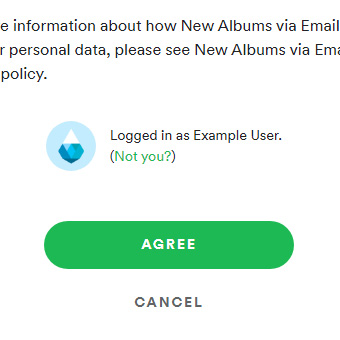 e information about how New Albums via Email
r personal data, please see New Albums via Ema
policy.
Logged in as Example User.
(Not you?)
AGREE
CANCEL